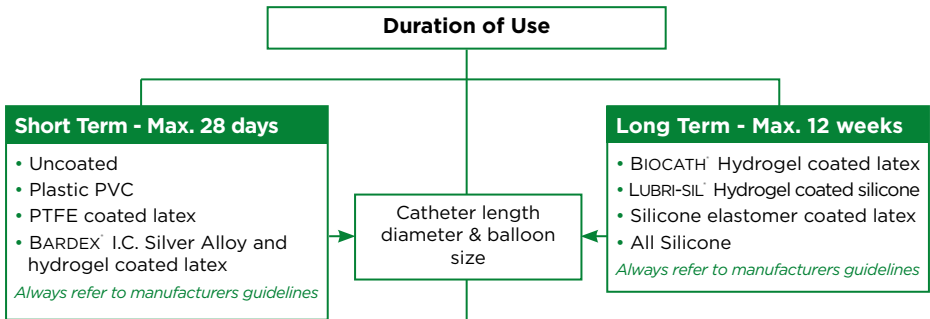 Duration of Use
Short Term - Max. 28 days
• Uncoated
• Plastic PVC
• PTFE coated latex
• BARDEX® I.C. Silver Alloy and
hydrogel coated latex
Always refer to manufacturers guidelines
Catheter length
diameter & balloon
size
Long Term - Max. 12 weeks
• BIOCATH® Hydrogel coated latex
• LUBRI-SIL® Hydrogel coated silicone
• Silicone elastomer coated latex
• All Silicone
Always refer to manufacturers guidelines